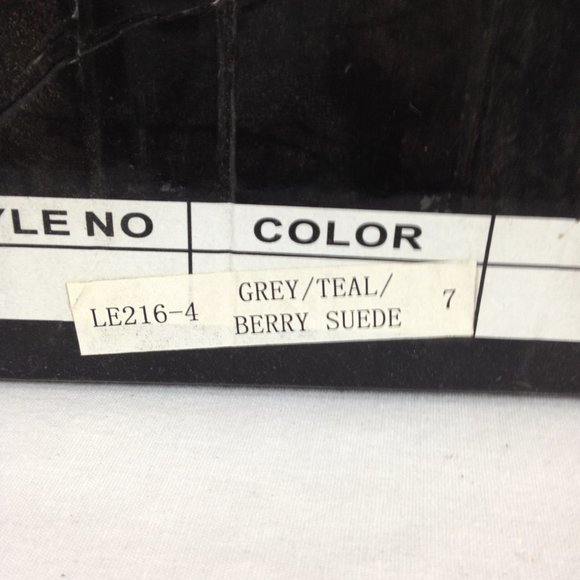 YLE NO COLOR
LE216-4 GREY/TEAL/ 7
BERRY SUEDE